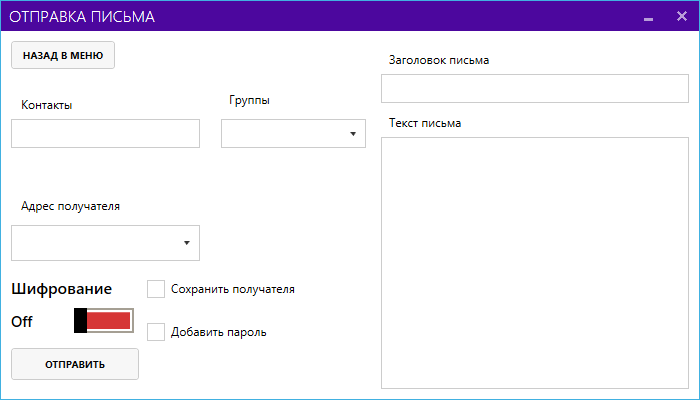 ОТПРАВКА ПИСЬМА
НАЗАД В МЕНЮ
Контакты
Группы
Адрес получателя
Шифрование
Off
Сохранить получателя
Добавить пароль
ОТПРАВИТЬ
Заголовок письма
Текст письма